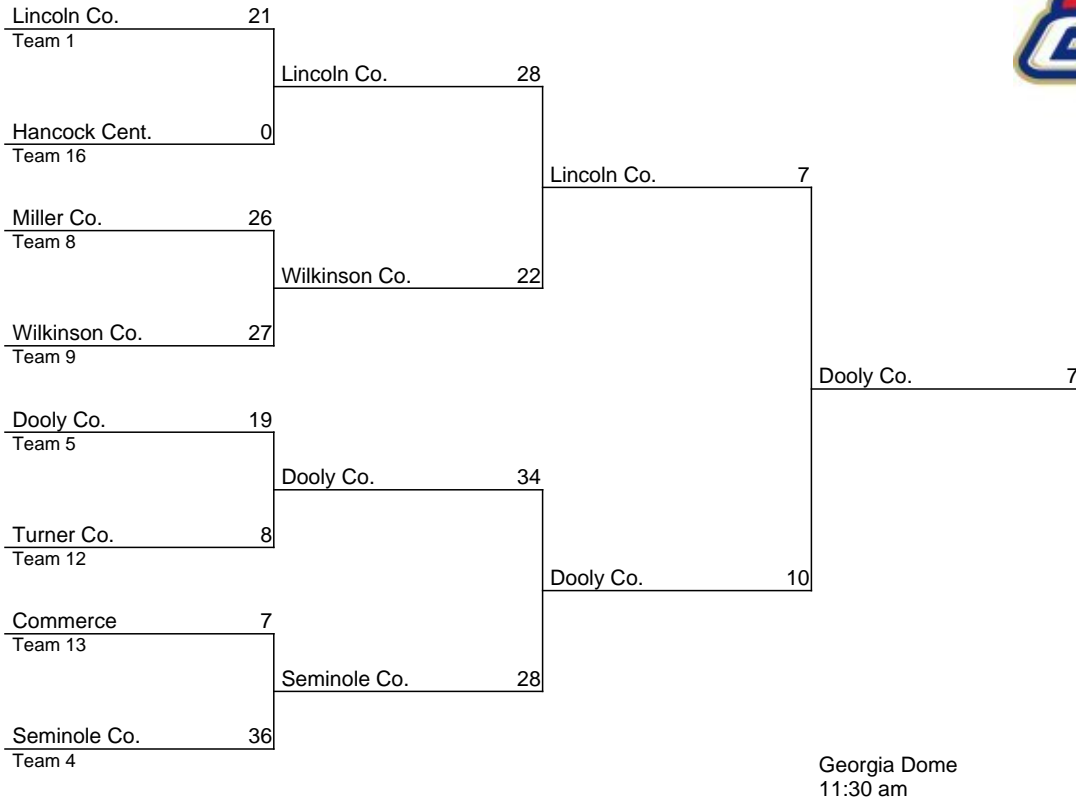 Lincoln Co. 21
Team 1
Lincoln Co. 28
Hancock Cent. 0
Team 16
Lincoln Co. 7
Miller Co. 26
Team 8
Wilkinson Co. 22
Wilkinson Co. 27
Team 9
Dooly Co. 7
Dooly Co. 19
Team 5
Dooly Co. 34
Turner Co. 8
Team 12
Dooly Co. 10
Commerce 7
Team 13
Seminole Co. 28
Seminole Co. 36
Team 4
Georgia Dome
11:30 am